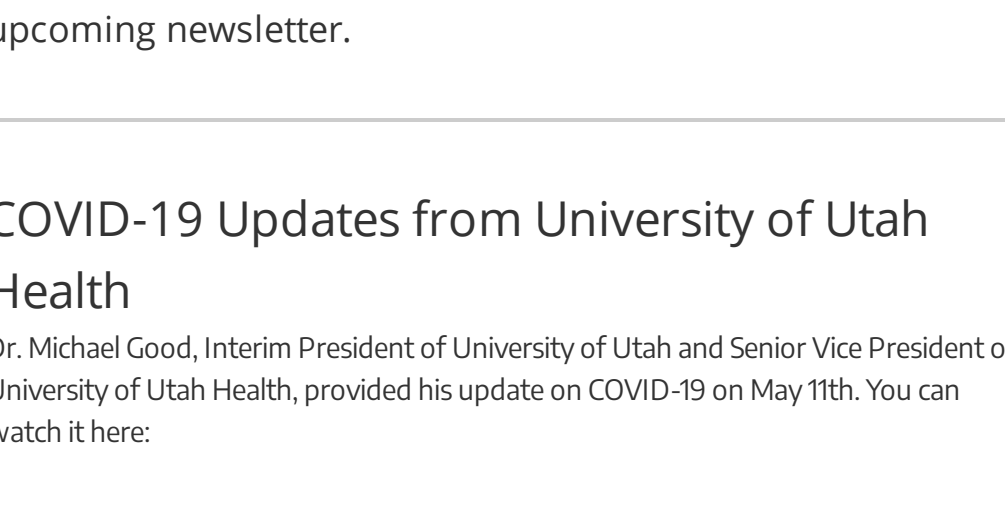 upcoming newsletter.
COVID-19 Updates from University of Utah
Health
Dr. Michael Good, Interim President of University of Utah and Senior Vice President o
University of Utah Health, provided his update on COVID-19 on May 11th. You can
watch it here: